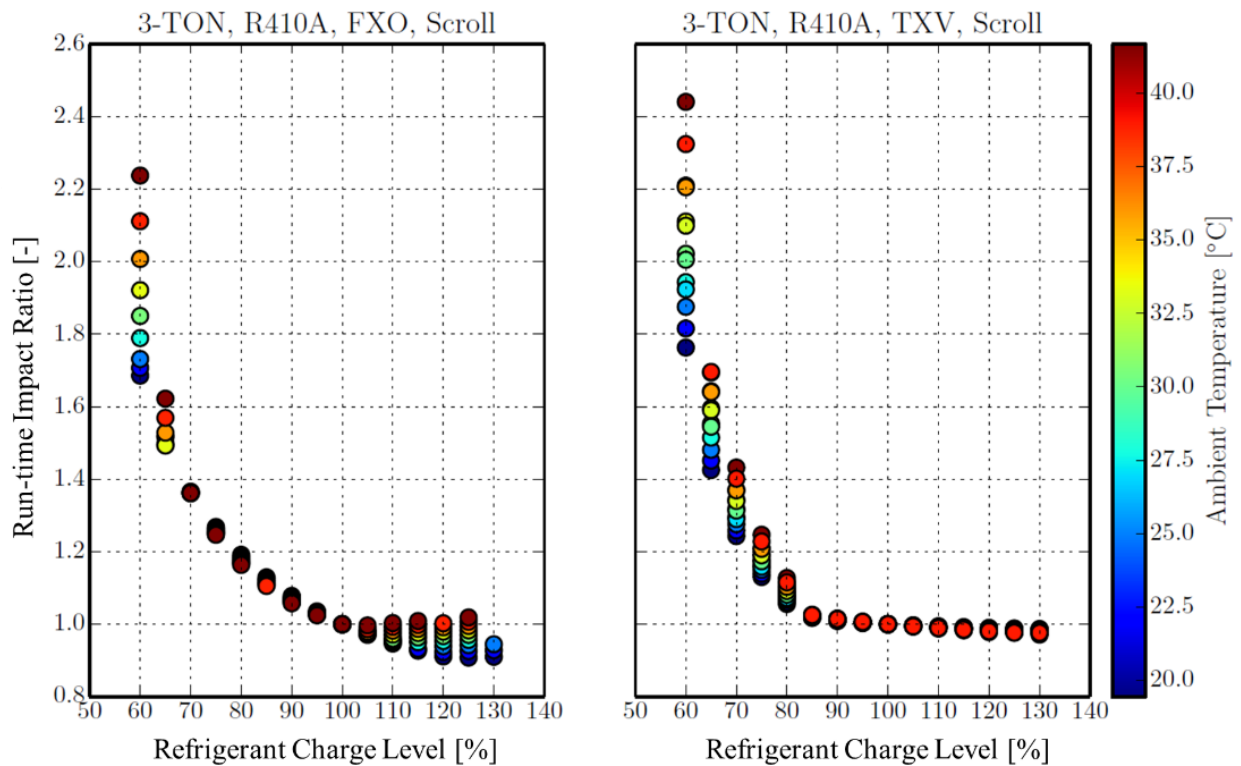 3-TON, R410A, FXO, Scroll
3-TON, R410A, TXV, Scroll
Run-time Impact Ratio [-]
2.6
2.4
2.2
2.0
1.8
1.6
1.4
1.2
1.0
0.8
50 60 70 80 90 100 110 120 130 140
Refrigerant Charge Level [%]
50 60 70 80 90 100 110 120 130 140
Refrigerant Charge Level [%]
40.0
37.5
35.0
32.5
30.0
27.5
25.0
22.5
20.0
Ambient Temperature [°C]